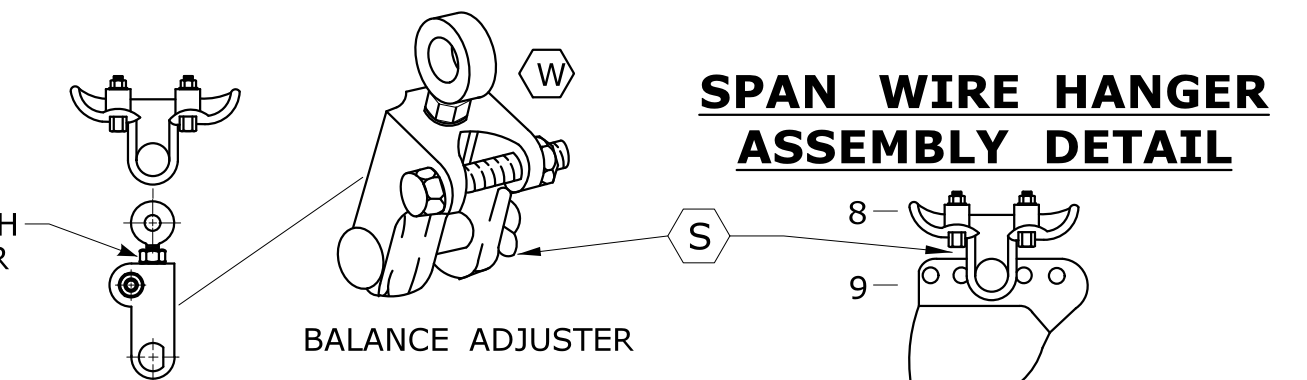 W
SPAN WIRE HANGER
ASSEMBLY DETAIL
8
H
S
R
9
BALANCE ADJUSTER